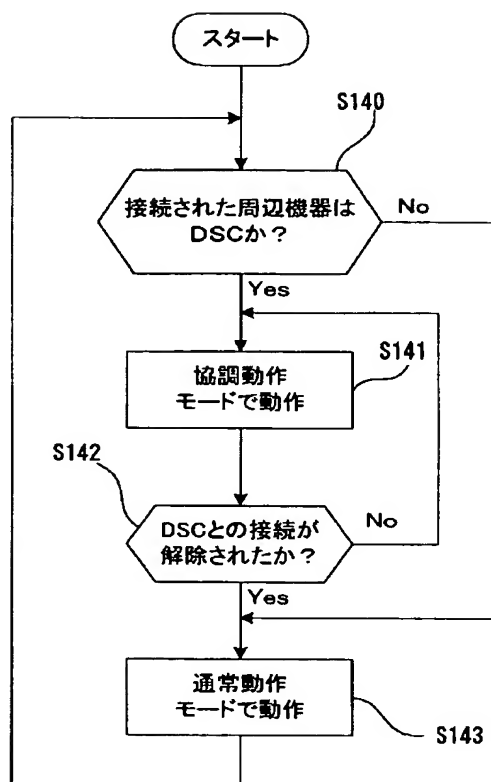 スタート
S140
接続された周辺機器は
DSCか？
No
Yes
S141
協調動作
モードで動作
S142
DSCとの接続が
解除されたか？
No
Yes
通常動作
モードで動作
S143